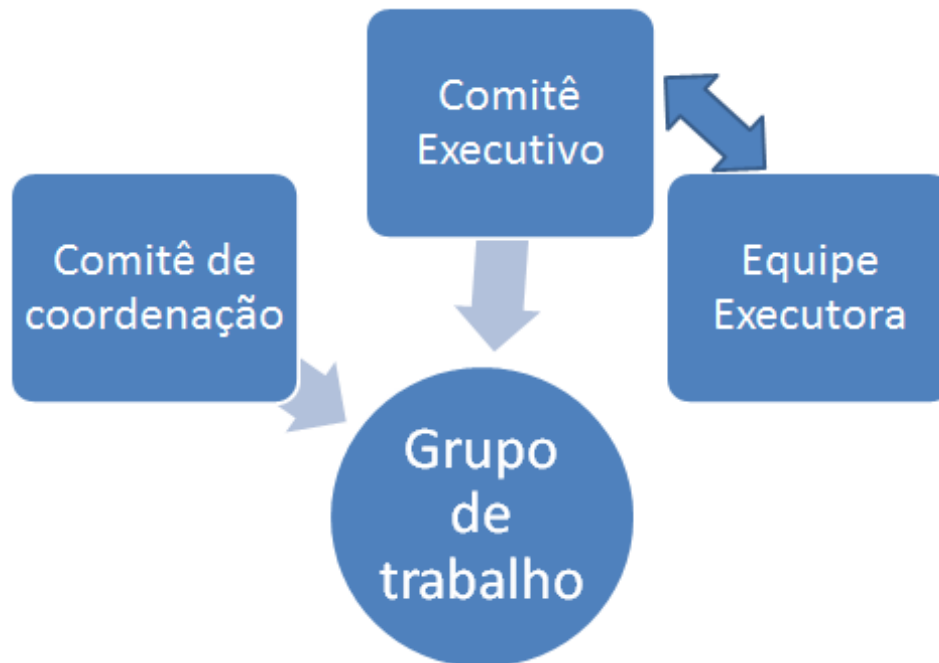 Comitê
Executivo
Comitê de
coordenação
Equipe
Executora
Grupo
de
trabalho